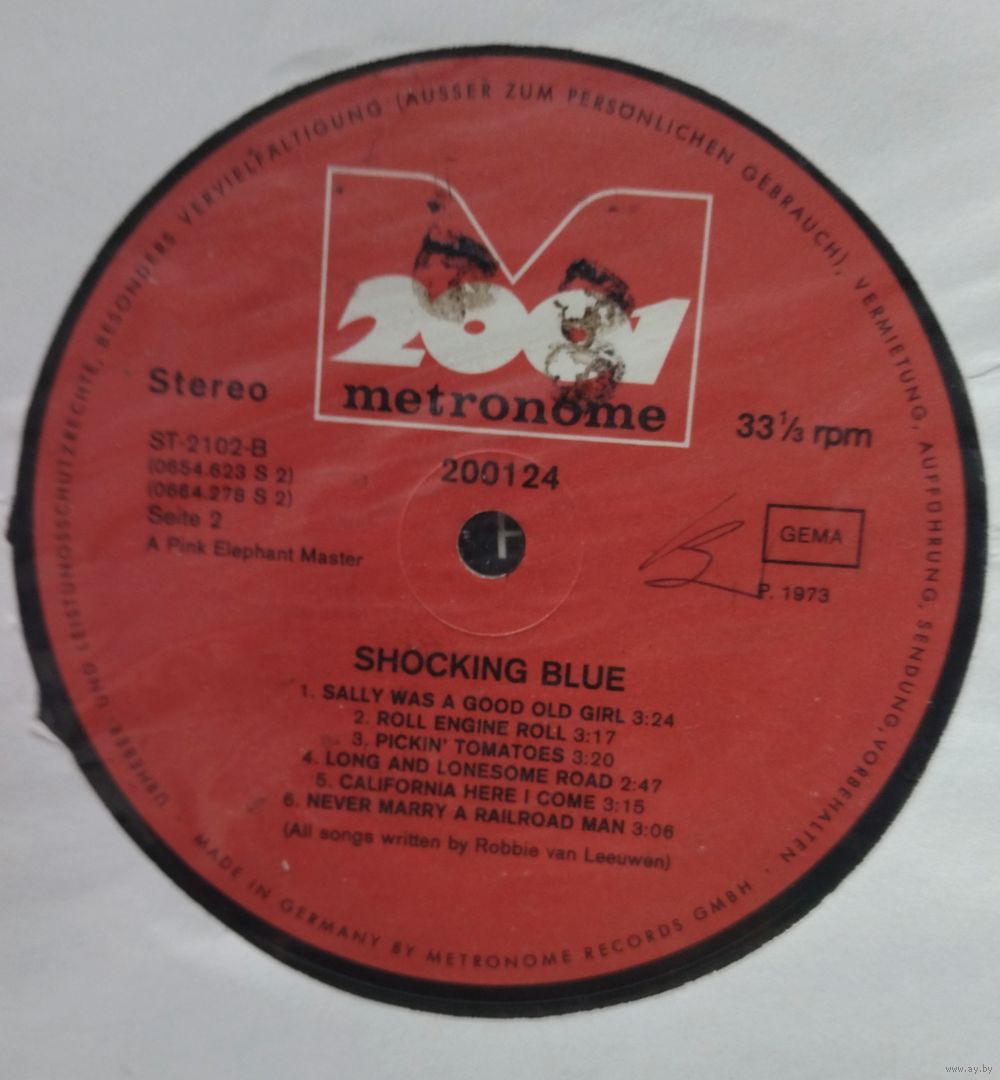 URHEBER- UND LEISTUNGSSCHUTZRECHTE, BESONDERS VERVIELFÄLTIGUNG (AUSSER ZUM PERSÖNLICHEN GEBRAUCH), VERMIETUNG, AUFFÜHRUNG, SENDUNG, VORBEHALTEN ·
2001
metronome
Stereo
33 1/3 rpm
ST-2102-B
(0654.623 S 2)
(0664.278 S 2)
Seite 2
A Pink Elephant Master
200124
GEMA
P. 1973
SHOCKING BLUE
1. SALLY WAS A GOOD OLD GIRL 3:24
2. ROLL ENGINE ROLL 3:17
3. PICKIN' TOMATOES 3:20
4. LONG AND LONESOME ROAD 2:47
5. CALIFORNIA HERE I COME 3:15
6. NEVER MARRY A RAILROAD MAN 3:06
(All songs written by Robbie van Leeuwen)
· MADE IN GERMANY BY METRONOME RECORDS GMBH ·
www.ay.by